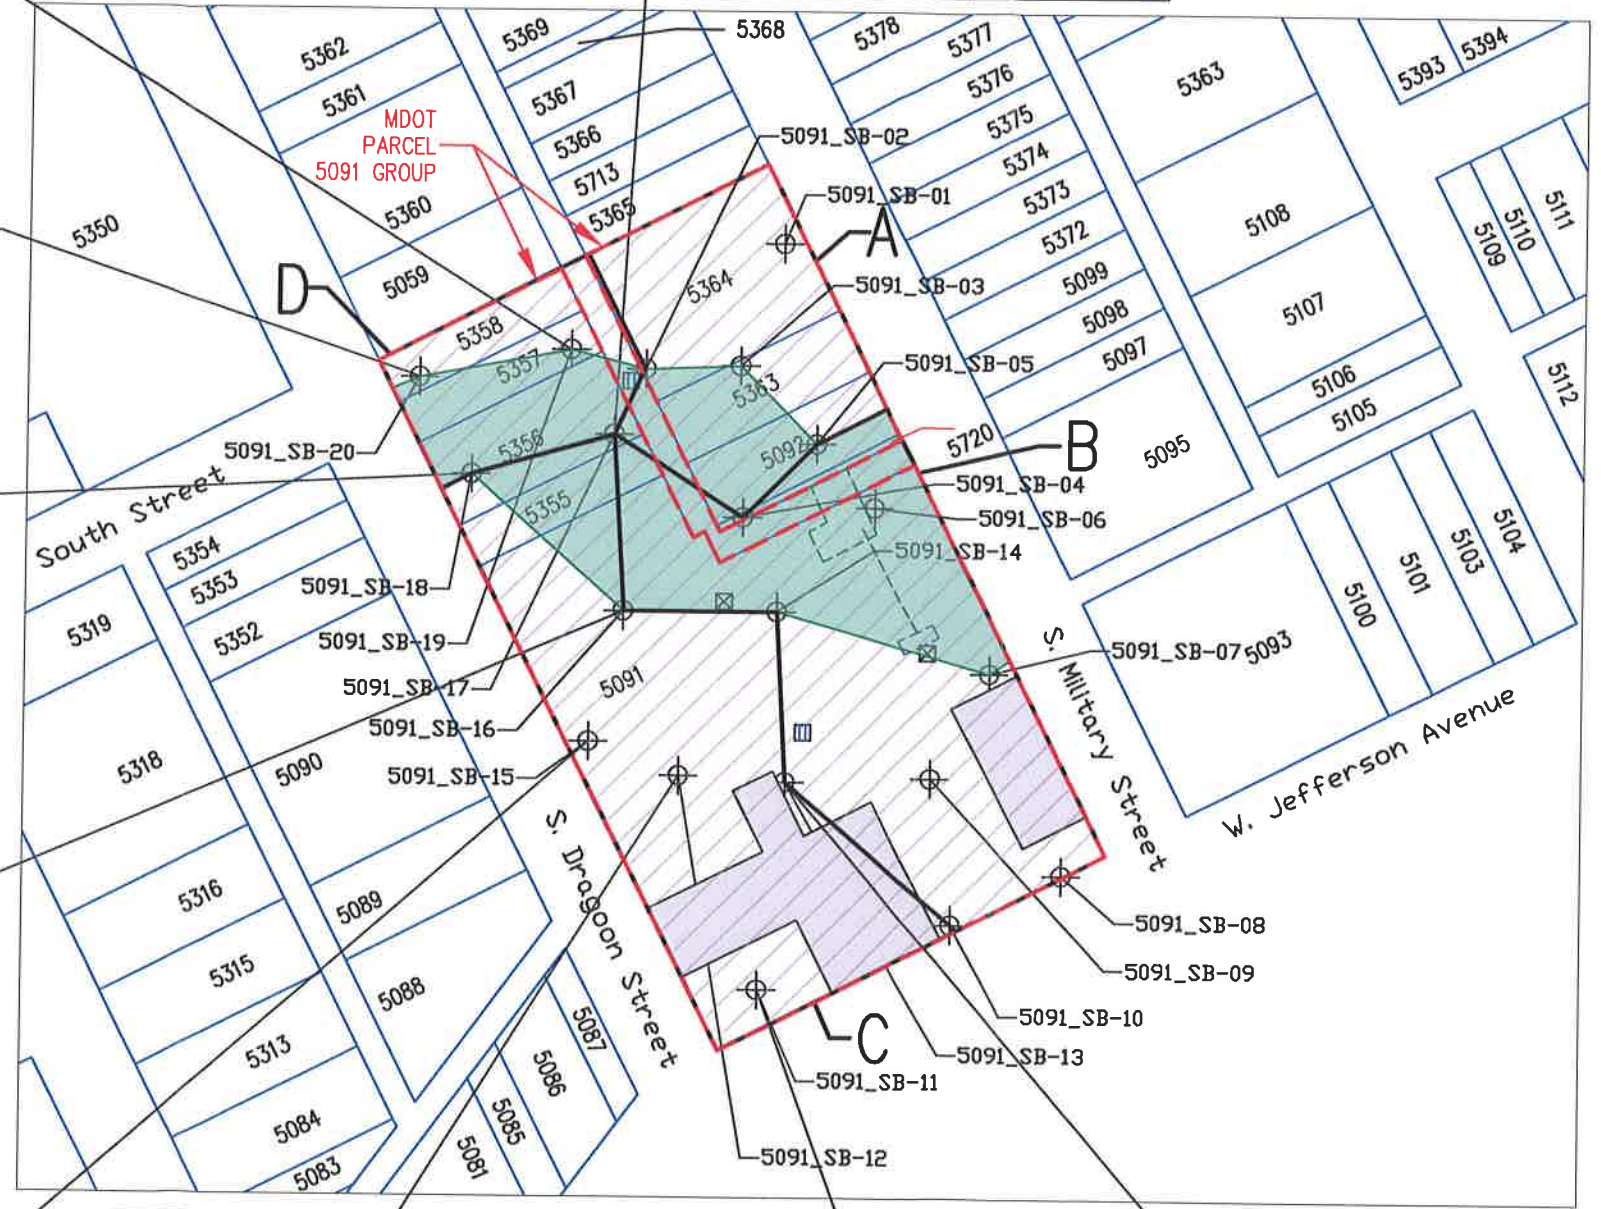 5362
5369
5368
5378
5377
5394
5393
5361
5367
5376
5363
MDOT
PARCEL
5091 GROUP
5366
5091_SB-02
5375
5111
5110
5109
5713
5374
5091_SB-01
5350
5360
5365
5373
5108
A
5372
5059
D
5364
5091_SB-03
5099
5107
5358
5098
5357
5091_SB-05
5097
5106
5112
5363
5105
5356
5092
5720
B
5095
5091_SB-20
5091_SB-04
South Street
5355
5091_SB-06
5104
5103
5101
5100
5354
5091_SB-14
5353
5091_SB-18
5319
5352
5091_SB-19
5091_SB-07
5093
5091_SB-17
5091
S. Military Street
5091_SB-16
W. Jefferson Avenue
5318
5090
5091_SB-15
S. Dragoon Street
5316
5089
5091_SB-08
5315
5088
5091_SB-09
5087
5091_SB-10
C
5313
5091_SB-13
5086
5091_SB-11
5085
5084
5091_SB-12
5081
5083